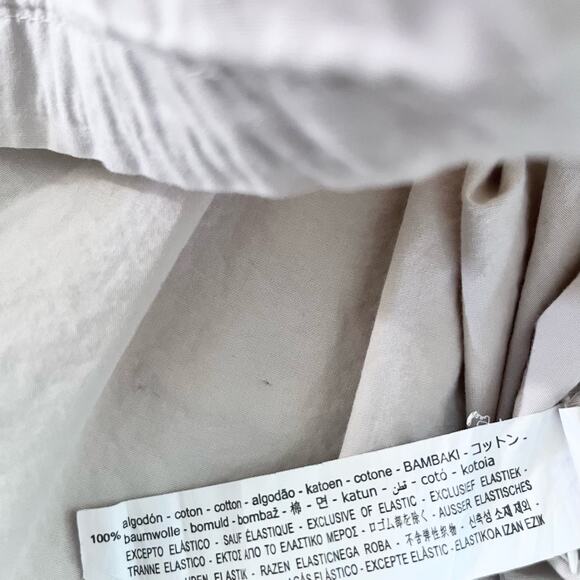 algodón - coton - cotton - algodão - katoen - cotone - BAMBAKI - コットン -
100% baumwolle - bomuld - bombaž - 棉 - 면 - katun - قطن - cotó - kotoia
EXCEPTO ELÁSTICO - SAUF ÉLASTIQUE - EXCLUSIVE OF ELASTIC - EXCLUSIEF ELASTIEK -
TRANNE ELASTICO - ΕΚΤΟΣ ΑΠΟ ΤΟ ΕΛΑΣΤΙΚΟ ΜΕΡΟΣ - ゴム部を除く - AUSSER ELASTISCHES
ELASTIK - RAZEN ELASTICNEGA ROBA - 不含弹性织物 - 신축성 소재 제외 -
EXCEPTE ELÀSTIC - ELASTIKOA IZAN EZIK